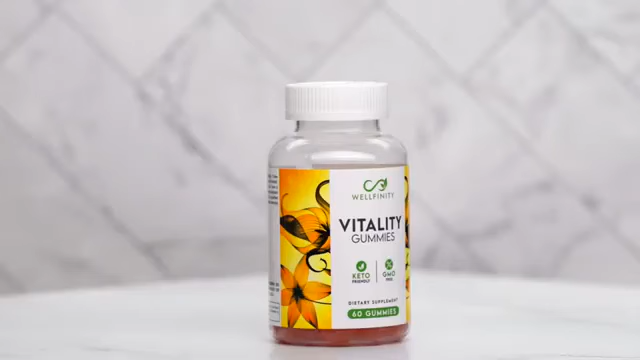 WELLFINITY
VITALITY
GUMMIES
KETO
FRIENDLY
GMO
FREE
DIETARY SUPPLEMENT
60 GUMMIES